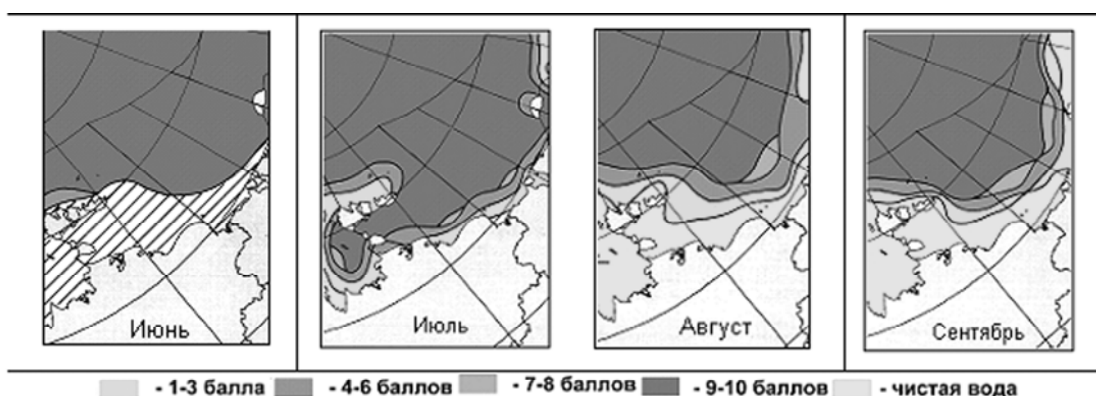 Июнь
Июль
Август
Сентябрь
- 1-3 балла - 4-6 баллов - 7-8 баллов - 9-10 баллов - чистая вода